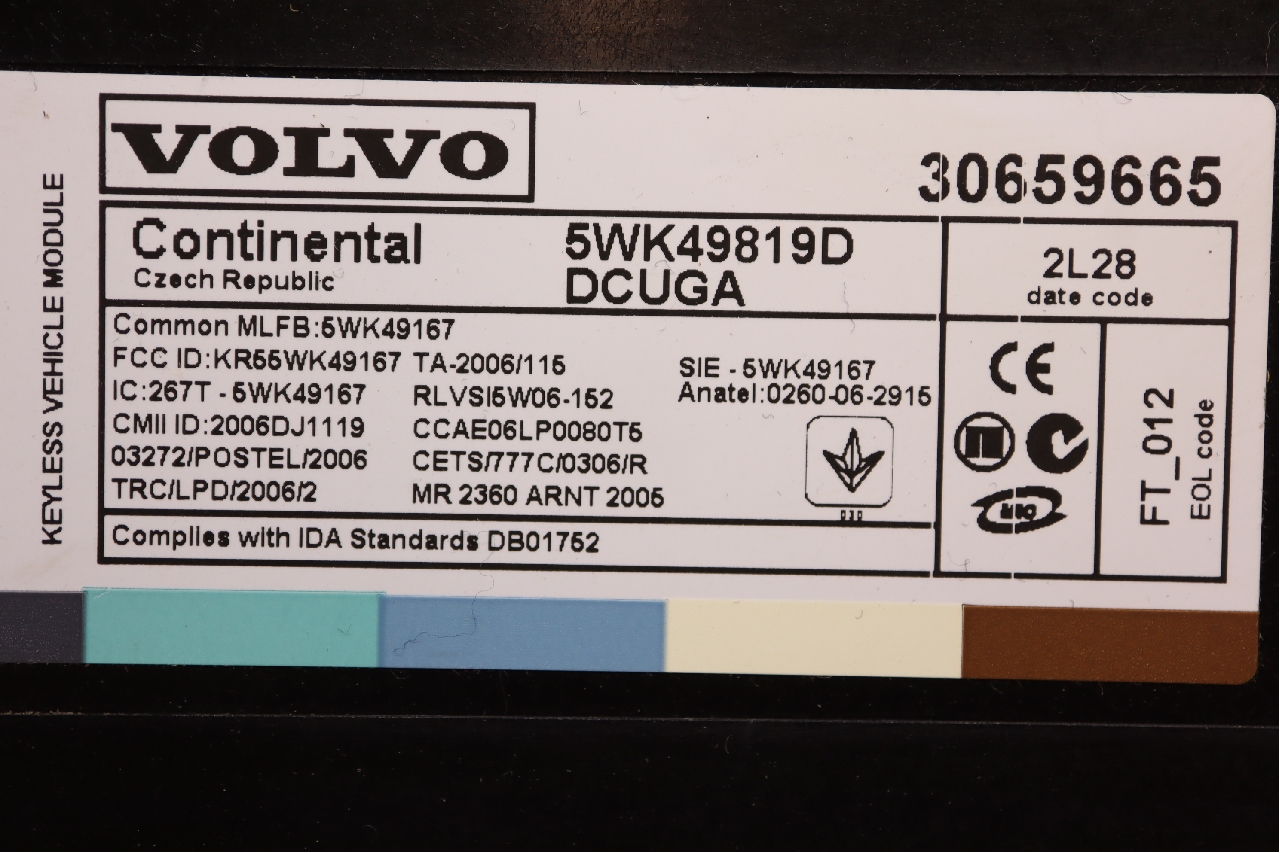 KEYLESS VEHICLE MODULE
VOLVO
30659665
Continental
Czech Republic
5WK49819D
DCUGA
2L28
date code
Common MLFB:5WK49167
FCC ID:KR55WK49167 TA-2006/115
IC:267T - 5WK49167 RLVSI5W06-152
CMII ID:2006DJ1119 CCAE06LP0080T5
03272/POSTEL/2006 CETS/777C/0306/R
TRC/LPD/2006/2 MR 2360 ARNT 2005
SIE - 5WK49167
Anatel:0260-06-2915
030
CE
FT_012
EOL code
Complies with IDA Standards DB01752